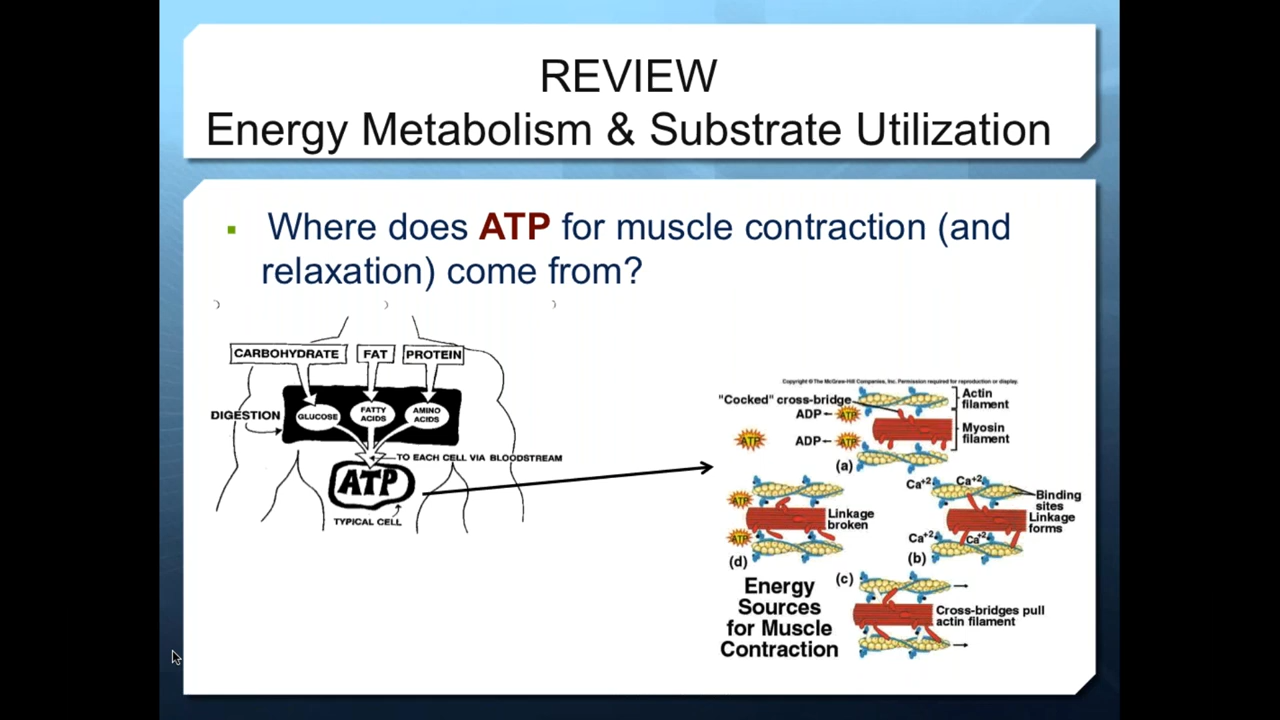 REVIEW
Energy Metabolism & Substrate Utilization
Where does ATP for muscle contraction (and
relaxation) come from?
CARBOHYDRATE FAT PROTEIN
DIGESTION
GLUCOSE
FATTY
ACIDS
AMINO
ACIDS
TO EACH CELL VIA BLOODSTREAM
ATP
TYPICAL CELL
Copyright © The McGraw-Hill Companies, Inc. Permission required for reproduction or display.
"Cocked" cross-bridge
Actin
filament
ADP
ATP
Myosin
filament
ATP
ADP
ATP
(a)
Ca+2
Ca+2
Binding
sites
Linkage
forms
Ca+2
Ca+2
(b)
ATP
Linkage
broken
ATP
(d)
(c)
Cross-bridges pull
actin filament
Energy
Sources
for Muscle
Contraction